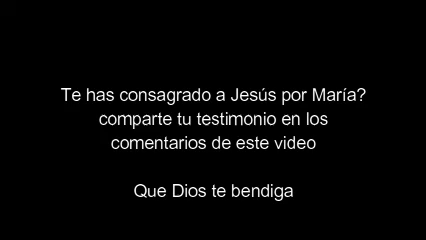 Te has consagrado a Jesús por María?
comparte tu testimonio en los
comentarios de este video
Que Dios te bendiga